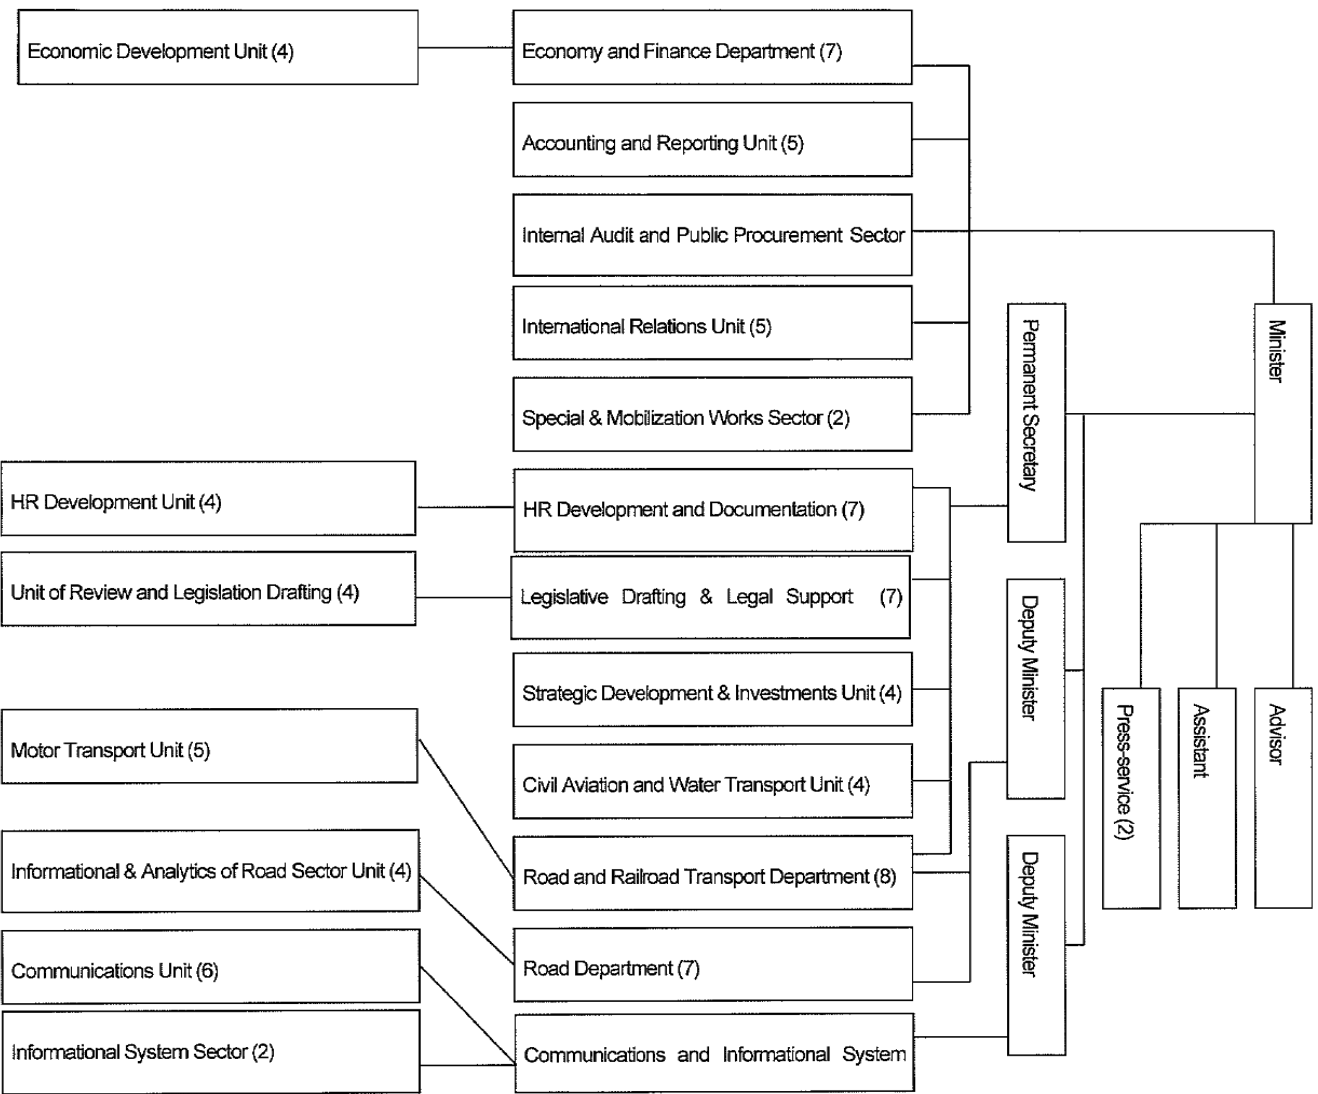 Economic Development Unit (4)
Economy and Finance Department (7)
Accounting and Reporting Unit (5)
Internal Audit and Public Procurement Sector
International Relations Unit (5)
Special & Mobilization Works Sector (2)
HR Development Unit (4)
HR Development and Documentation (7)
Unit of Review and Legislation Drafting (4)
Legislative Drafting & Legal Support (7)
Strategic Development & Investments Unit (4)
Motor Transport Unit (5)
Civil Aviation and Water Transport Unit (4)
Informational & Analytics of Road Sector Unit (4)
Road and Railroad Transport Department (8)
Communications Unit (6)
Road Department (7)
Informational System Sector (2)
Communications and Informational System
Permanent Secretary
Deputy Minister
Deputy Minister
Minister
Press-service (2)
Assistant
Advisor